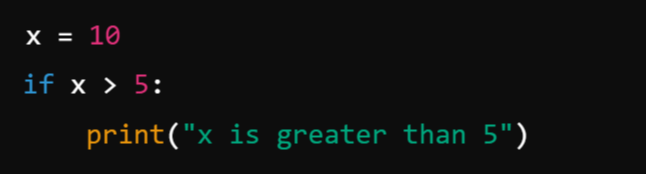 x = 10
if x > 5:
    print("x is greater than 5")